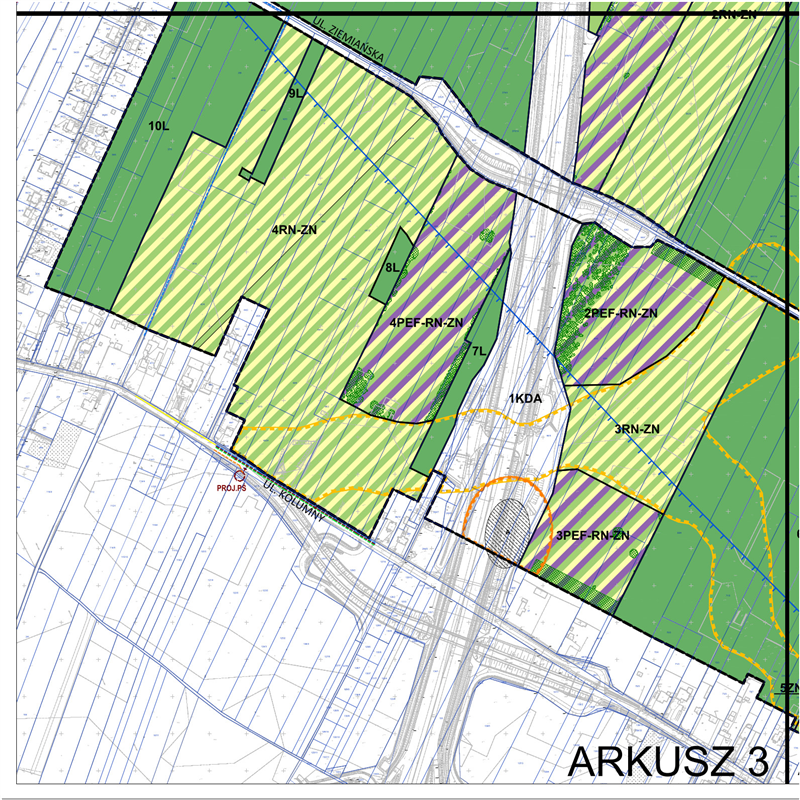 2RN-ZN
UL. ZIEMIAŃSKA
9L
10L
4RN-ZN
8L
4PEF-RN-ZN
2PEF-RN-ZN
7L
1KDA
3RN-ZN
PROJ.PS
UL. KOLUMNY
3PEF-RN-ZN
5ZN
ARKUSZ 3